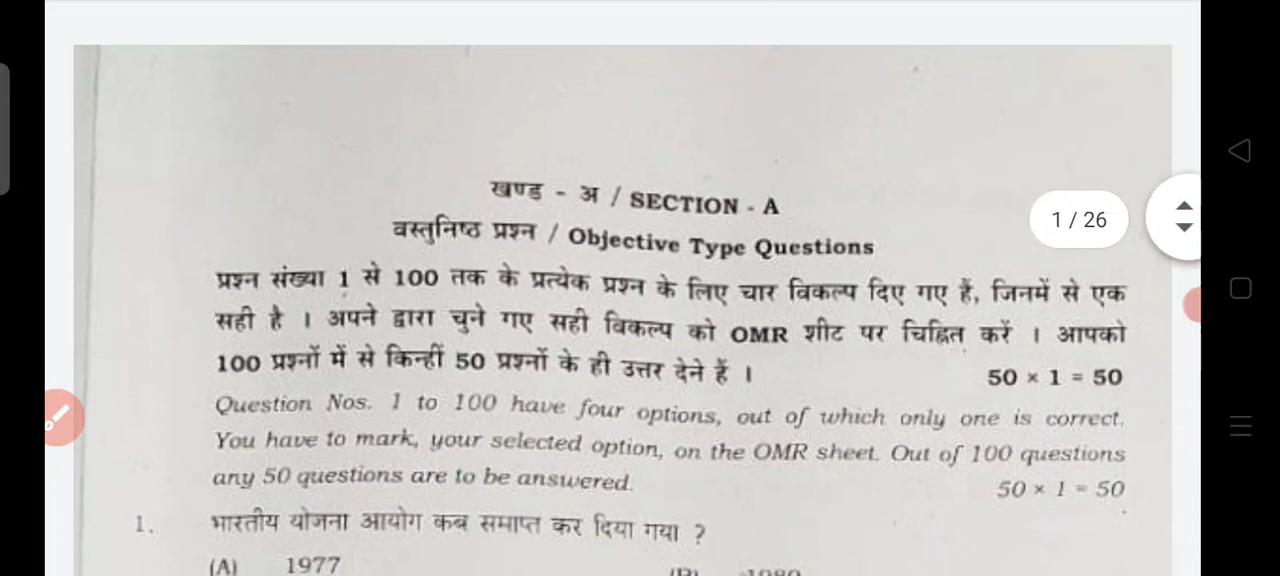 खण्ड - अ / SECTION - A
वस्तुनिष्ठ प्रश्न / Objective Type Questions
1 / 26
प्रश्न संख्या 1 से 100 तक के प्रत्येक प्रश्न के लिए चार विकल्प दिए गए हैं, जिनमें से एक
सही है । अपने द्वारा चुने गए सही विकल्प को OMR शीट पर चिह्नित करें । आपको
100 प्रश्नों में से किन्हीं 50 प्रश्नों के ही उत्तर देने हैं । 50 × 1 = 50
Question Nos. 1 to 100 have four options, out of which only one is correct.
You have to mark, your selected option, on the OMR sheet. Out of 100 questions
any 50 questions are to be answered. 50 × 1 = 50
1. भारतीय योजना आयोग कब समाप्त कर दिया गया ?
(A) 1977 (B) 1980